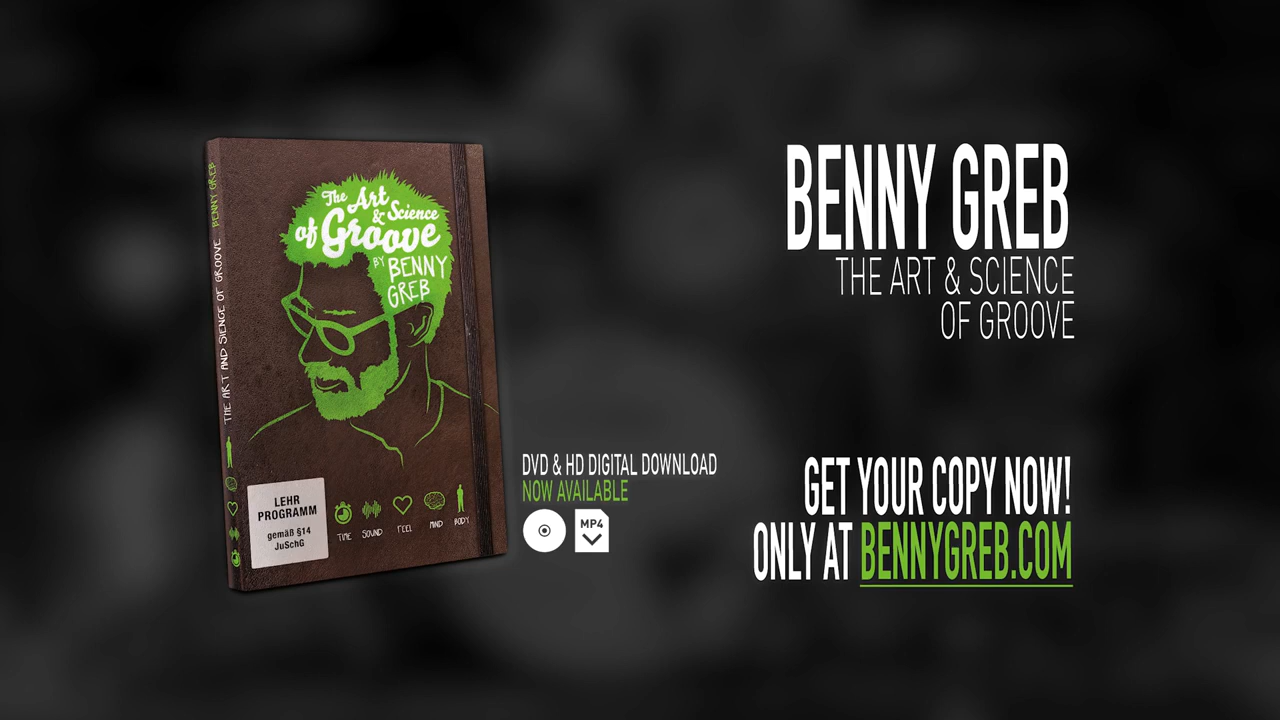 THE ART AND SIENCE OF GROOVE BENNY GREB
The Art
& Science
of Groove
BY BENNY
GREB
LEHR
PROGRAMM
gemäß §14
JuSchG
TIME SOUND FEEL MIND BODY
DVD & HD DIGITAL DOWNLOAD
NOW AVAILABLE
MP4
BENNY GREB
THE ART & SCIENCE
OF GROOVE
GET YOUR COPY NOW!
ONLY AT BENNYGREB.COM